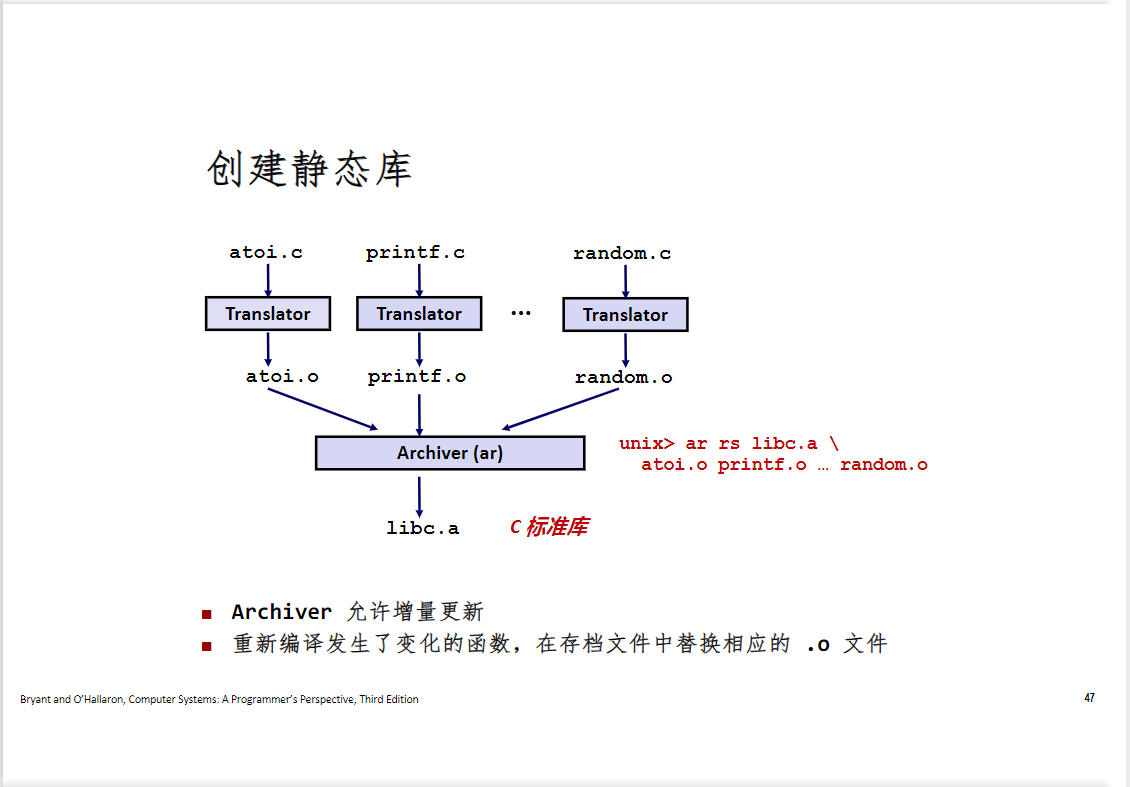 创建静态库
atoi.c printf.c random.c
Translator Translator ... Translator
atoi.o printf.o random.o
Archiver (ar)
unix> ar rs libc.a \
atoi.o printf.o … random.o
libc.a C 标准库
■ Archiver 允许增量更新
■ 重新编译发生了变化的函数，在存档文件中替换相应的 .o 文件
Bryant and O’Hallaron, Computer Systems: A Programmer’s Perspective, Third Edition 47